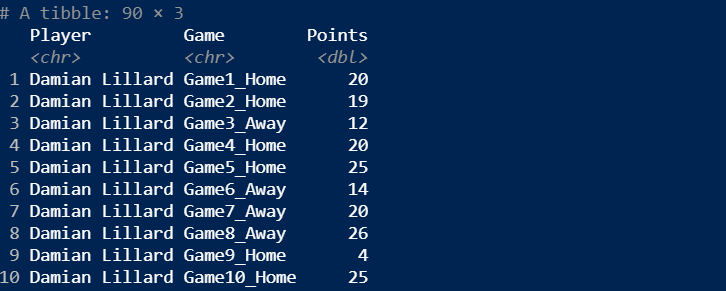 # A tibble: 90 × 3
Player Game Points
<chr> <chr> <dbl>
1 Damian Lillard Game1_Home 20
2 Damian Lillard Game2_Home 19
3 Damian Lillard Game3_Away 12
4 Damian Lillard Game4_Home 20
5 Damian Lillard Game5_Home 25
6 Damian Lillard Game6_Away 14
7 Damian Lillard Game7_Away 20
8 Damian Lillard Game8_Away 26
9 Damian Lillard Game9_Home 4
10 Damian Lillard Game10_Home 25